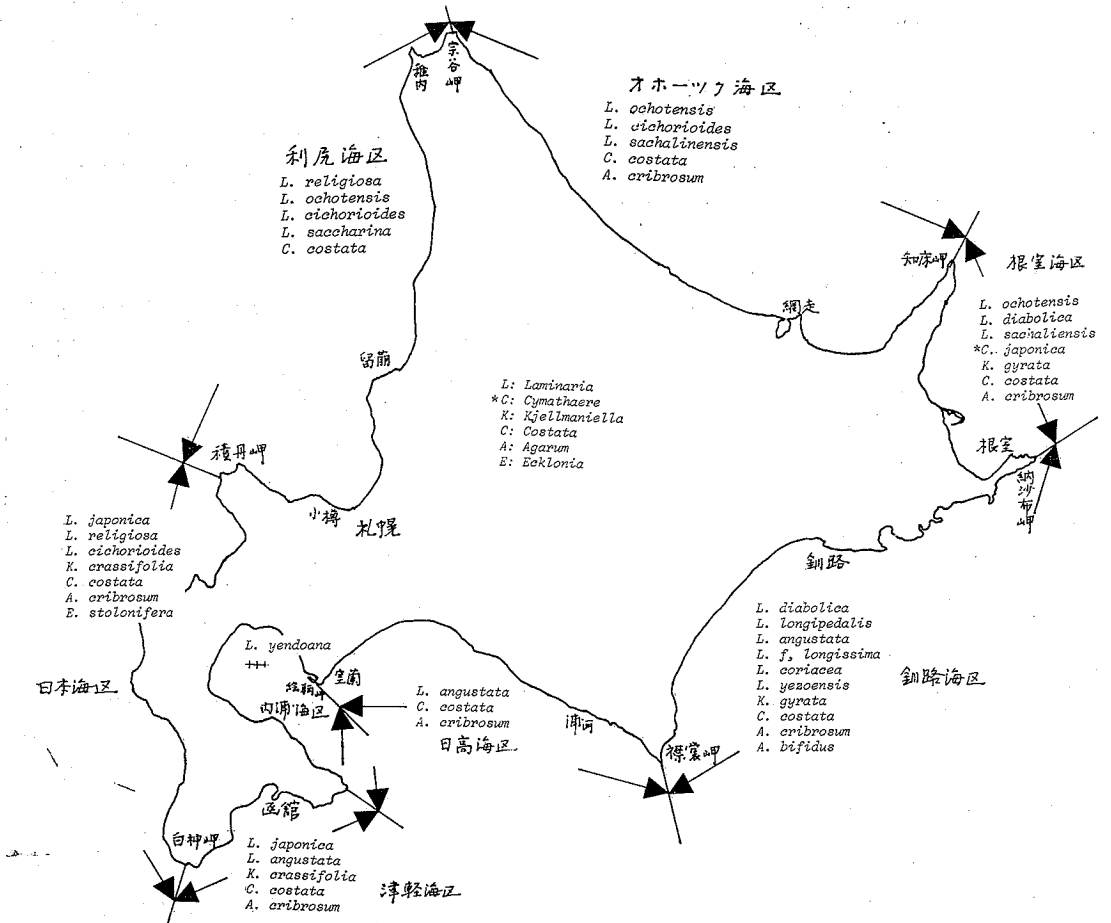 宗谷岬
稚内
オホーツク海区
L. ochotensis
L. cichorioides
L. sachalinensis
C. costata
A. cribrosum
利尻海区
L. religiosa
L. ochotensis
L. cichorioides
L. saccharina
C. costata
知床岬
根室海区
L. ochotensis
L. diabolica
L. sachaliensis
*C. japonica
K. gyrata
C. costata
A. cribrosum
網走
留萠
L: Laminaria
*C: Cymathaere
K: Kjellmaniella
C: Costata
A: Agarum
E: Ecklonia
積丹岬
小樽
札幌
根室
納沙布岬
L. japonica
L. religiosa
L. cichorioides
K. crassifolia
C. costata
A. cribrosum
E. stolonifera
釧路
L. diabolica
L. longipedalis
L. angustata
L. f, longissima
L. coriacea
L. yezoensis
K. gyrata
C. costata
A. cribrosum
A. bifidus
釧路海区
L. yendoana
室蘭
絵鞆岬
内浦海区
日本海区
L. angustata
C. costata
A. cribrosum
日高海区
浦河
襟裳岬
函館
白神岬
L. japonica
L. angustata
K. crassifolia
C. costata
A. cribrosum
津軽海区